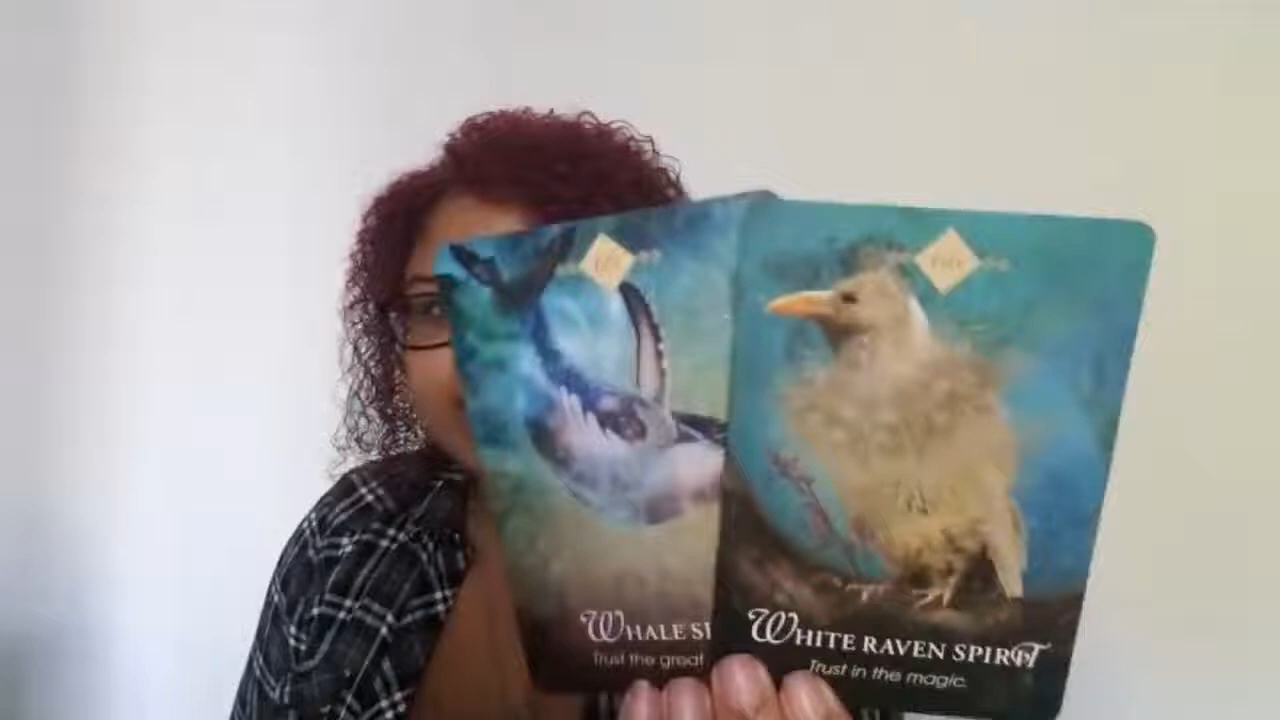 WHALE SP
Trust the great
WHITE RAVEN SPIRIT
Trust in the magic.